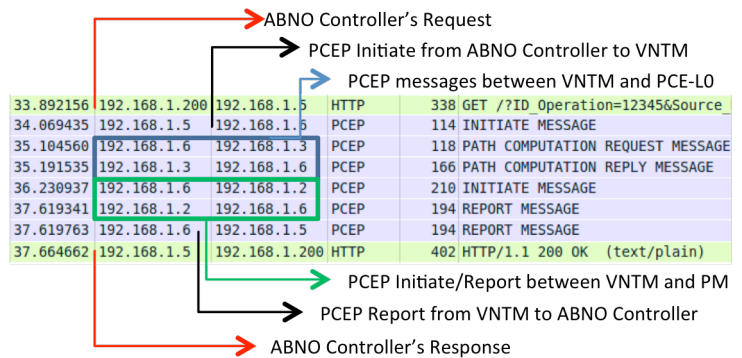 ABNO Controller's Request
PCEP Initiate from ABNO Controller to VNTM
PCEP messages between VNTM and PCE-L0
33.892156 192.168.1.200 192.168.1.5 HTTP 338 GET /?ID_Operation=12345&Source_
34.069435 192.168.1.5 192.168.1.6 PCEP 114 INITIATE MESSAGE
35.104560 192.168.1.6 192.168.1.3 PCEP 118 PATH COMPUTATION REQUEST MESSAGE
35.191535 192.168.1.3 192.168.1.6 PCEP 166 PATH COMPUTATION REPLY MESSAGE
36.230937 192.168.1.6 192.168.1.2 PCEP 210 INITIATE MESSAGE
37.619341 192.168.1.2 192.168.1.6 PCEP 194 REPORT MESSAGE
37.619763 192.168.1.6 192.168.1.5 PCEP 194 REPORT MESSAGE
37.664662 192.168.1.5 192.168.1.200 HTTP 402 HTTP/1.1 200 OK (text/plain)
PCEP Initiate/Report between VNTM and PM
PCEP Report from VNTM to ABNO Controller
ABNO Controller's Response